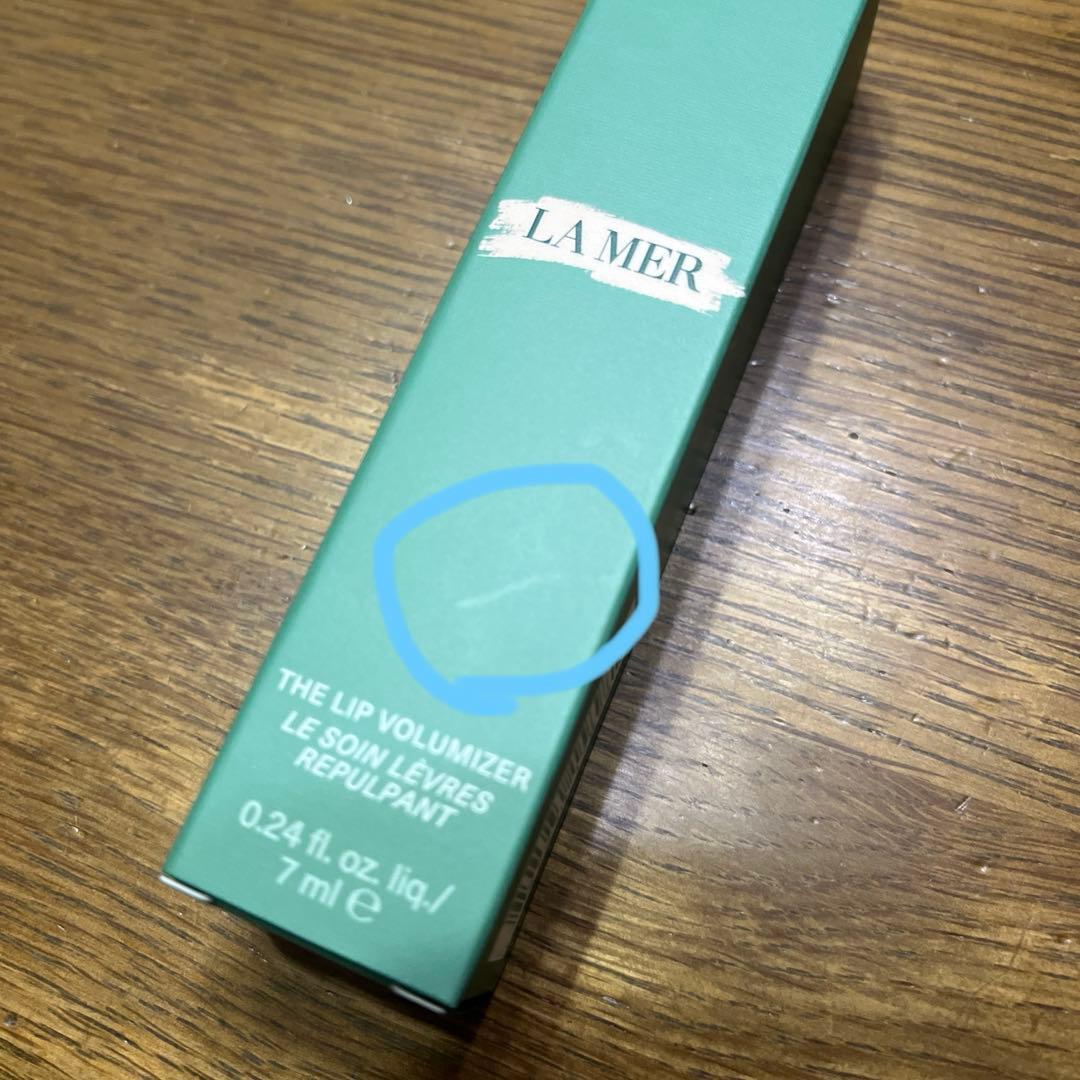 LA MER
THE LIP VOLUMIZER
LE SOIN LÈVRES
REPULPANT
0.24 fl. oz. liq./
7 ml ℮